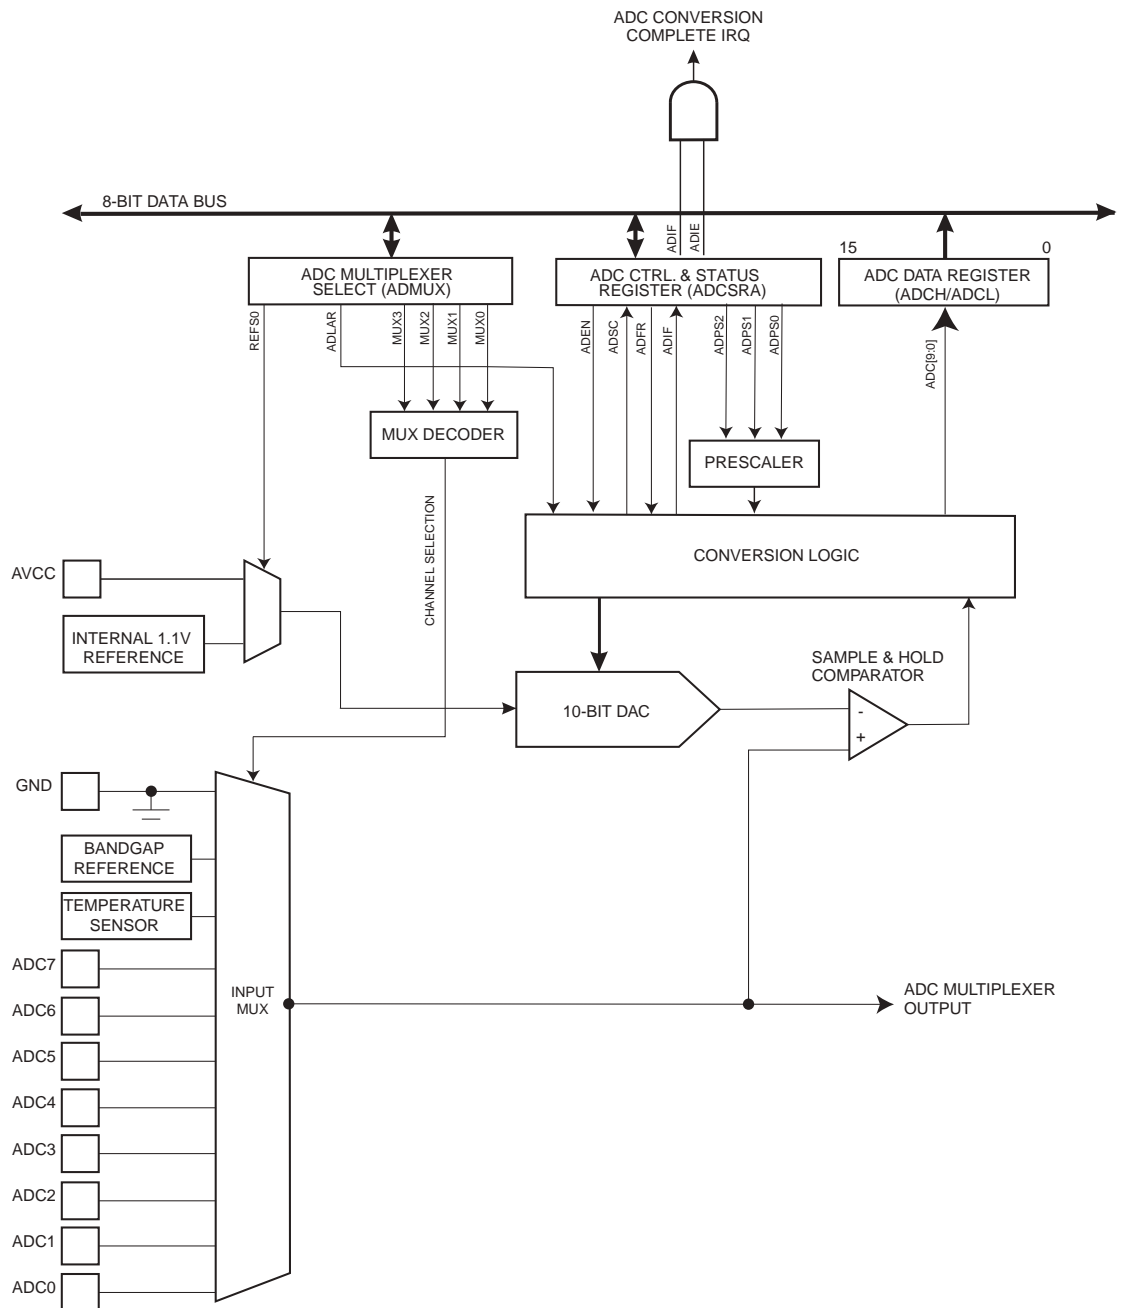 ADC CONVERSION
COMPLETE IRQ
8-BIT DATA BUS
ADIF
ADIE
15
0
ADC MULTIPLEXER
SELECT (ADMUX)
ADC CTRL. & STATUS
REGISTER (ADCSRA)
ADC DATA REGISTER
(ADCH/ADCL)
REFS0
ADLAR
MUX3
MUX2
MUX1
MUX0
ADEN
ADSC
ADFR
ADIF
ADPS2
ADPS1
ADPS0
ADC[9:0]
MUX DECODER
PRESCALER
CHANNEL SELECTION
CONVERSION LOGIC
AVCC
INTERNAL 1.1V
REFERENCE
SAMPLE & HOLD
COMPARATOR
10-BIT DAC
-
+
GND
BANDGAP
REFERENCE
TEMPERATURE
SENSOR
ADC7
INPUT
MUX
ADC MULTIPLEXER
OUTPUT
ADC6
ADC5
ADC4
ADC3
ADC2
ADC1
ADC0